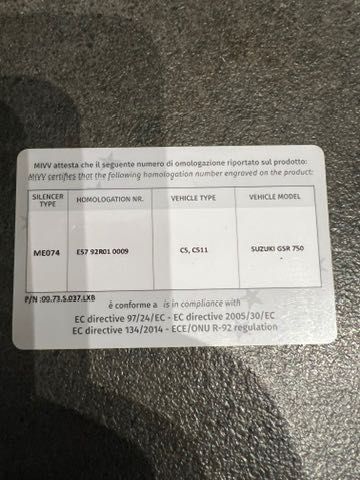 MIVV attesta che il seguente numero di omologazione riportato sul prodotto:
MIVV certifies that the following homologation number engraved on the product:
SILENCER TYPE HOMOLOGATION NR. VEHICLE TYPE VEHICLE MODEL
ME074 E57 92R01 0009 C5, C511 SUZUKI GSR 750
P/N :00.73.S.037.LXB
è conforme a is in compliance with
EC directive 97/24/EC - EC directive 2005/30/EC
EC directive 134/2014 - ECE/ONU R-92 regulation